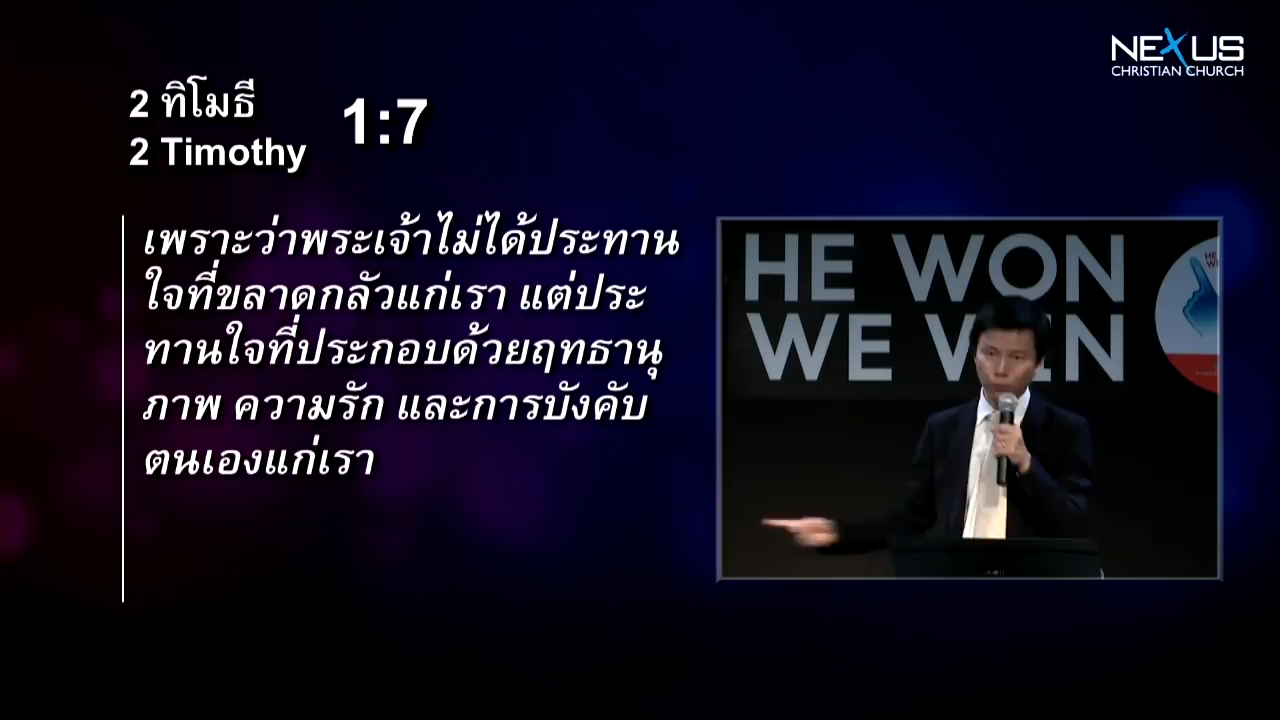 NEXUS
CHRISTIAN CHURCH
2 ทิโมธี
2 Timothy
1:7
เพราะว่าพระเจ้าไม่ได้ประทาน
ใจที่ขลาดกลัวแก่เรา แต่ประ
ทานใจที่ประกอบด้วยฤทธานุ
ภาพ ความรัก และการบังคับ
ตนเองแก่เรา
HE WON
WE WIN